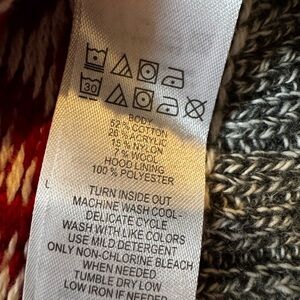 30
BODY
52 % COTTON
26 % ACRYLIC
15 % NYLON
7 % WOOL
HOOD LINING
100 % POLYESTER
L
TURN INSIDE OUT
MACHINE WASH COOL-
DELICATE CYCLE
WASH WITH LIKE COLORS
USE MILD DETERGENT
ONLY NON-CHLORINE BLEACH
WHEN NEEDED
TUMBLE DRY LOW
LOW IRON IF NEEDED